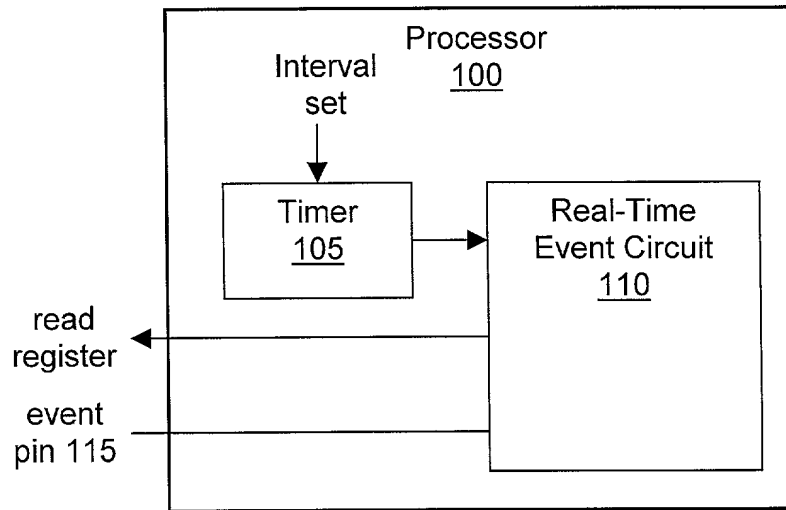 Processor
100
Interval
set
Timer
105
Real-Time
Event Circuit
110
read
register
event
pin 115